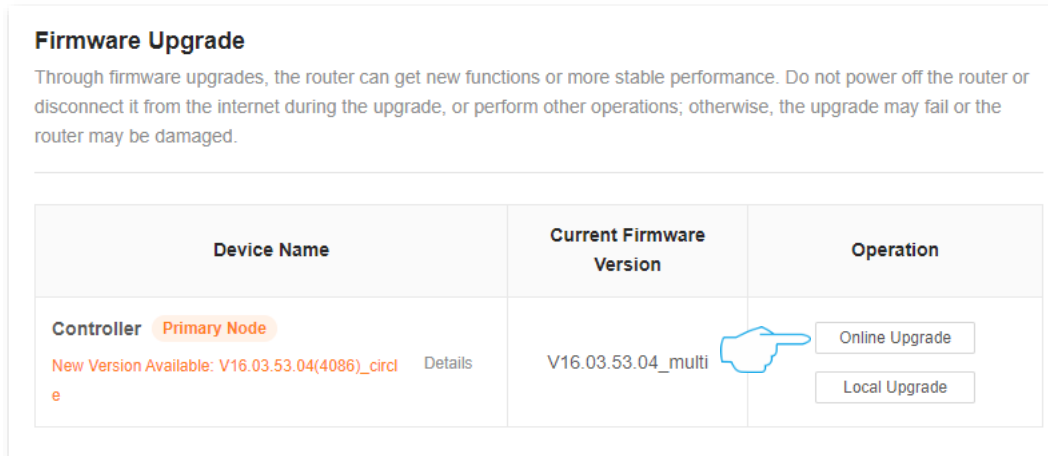 Firmware Upgrade
Through firmware upgrades, the router can get new functions or more stable performance. Do not power off the router or
disconnect it from the internet during the upgrade, or perform other operations; otherwise, the upgrade may fail or the
router may be damaged.
Device Name
Current Firmware
Version
Operation
Controller Primary Node
New Version Available: V16.03.53.04(4086)_circl
e
Details
V16.03.53.04_multi
Online Upgrade
Local Upgrade